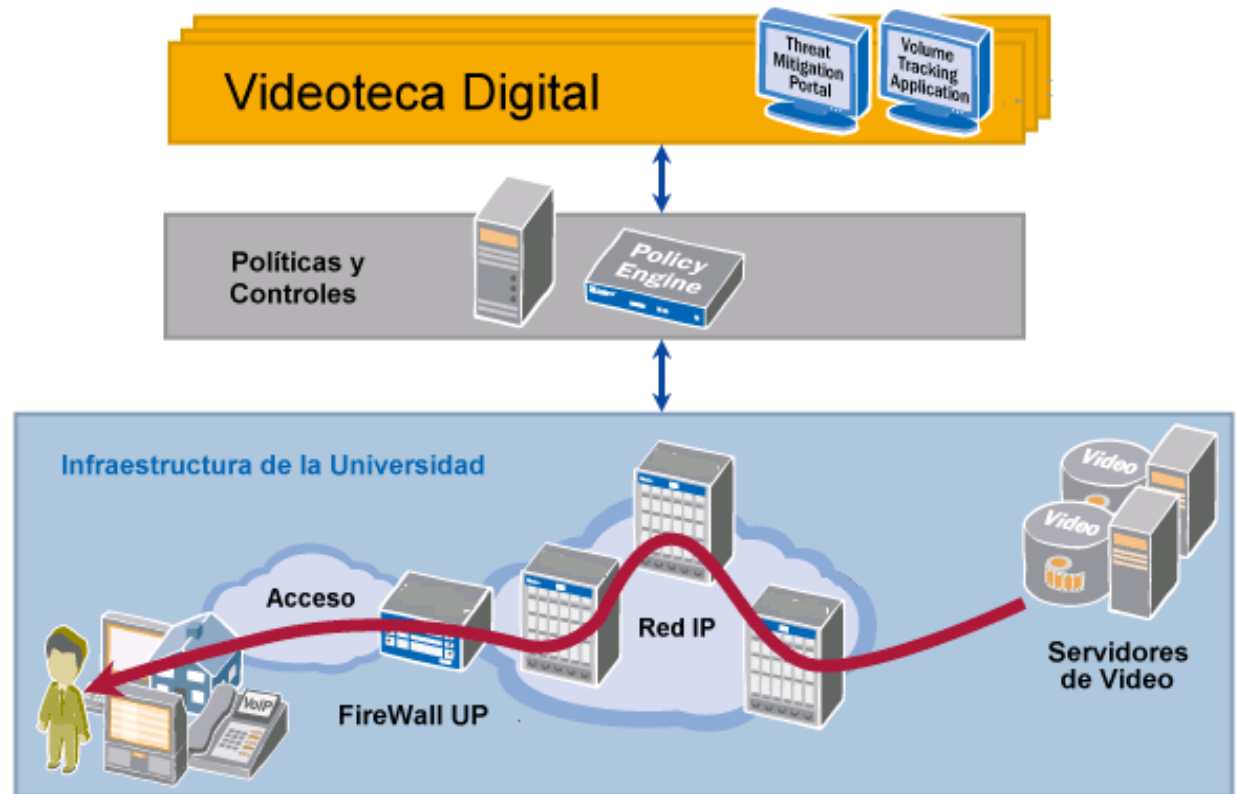 Videoteca Digital
Threat
Mitigation
Portal
Volume
Tracking
Application
Políticas y
Controles
Policy
Engine
Infraestructura de la Universidad
Video
Video
Acceso
Red IP
Servidores
de Video
VoIP
FireWall UP